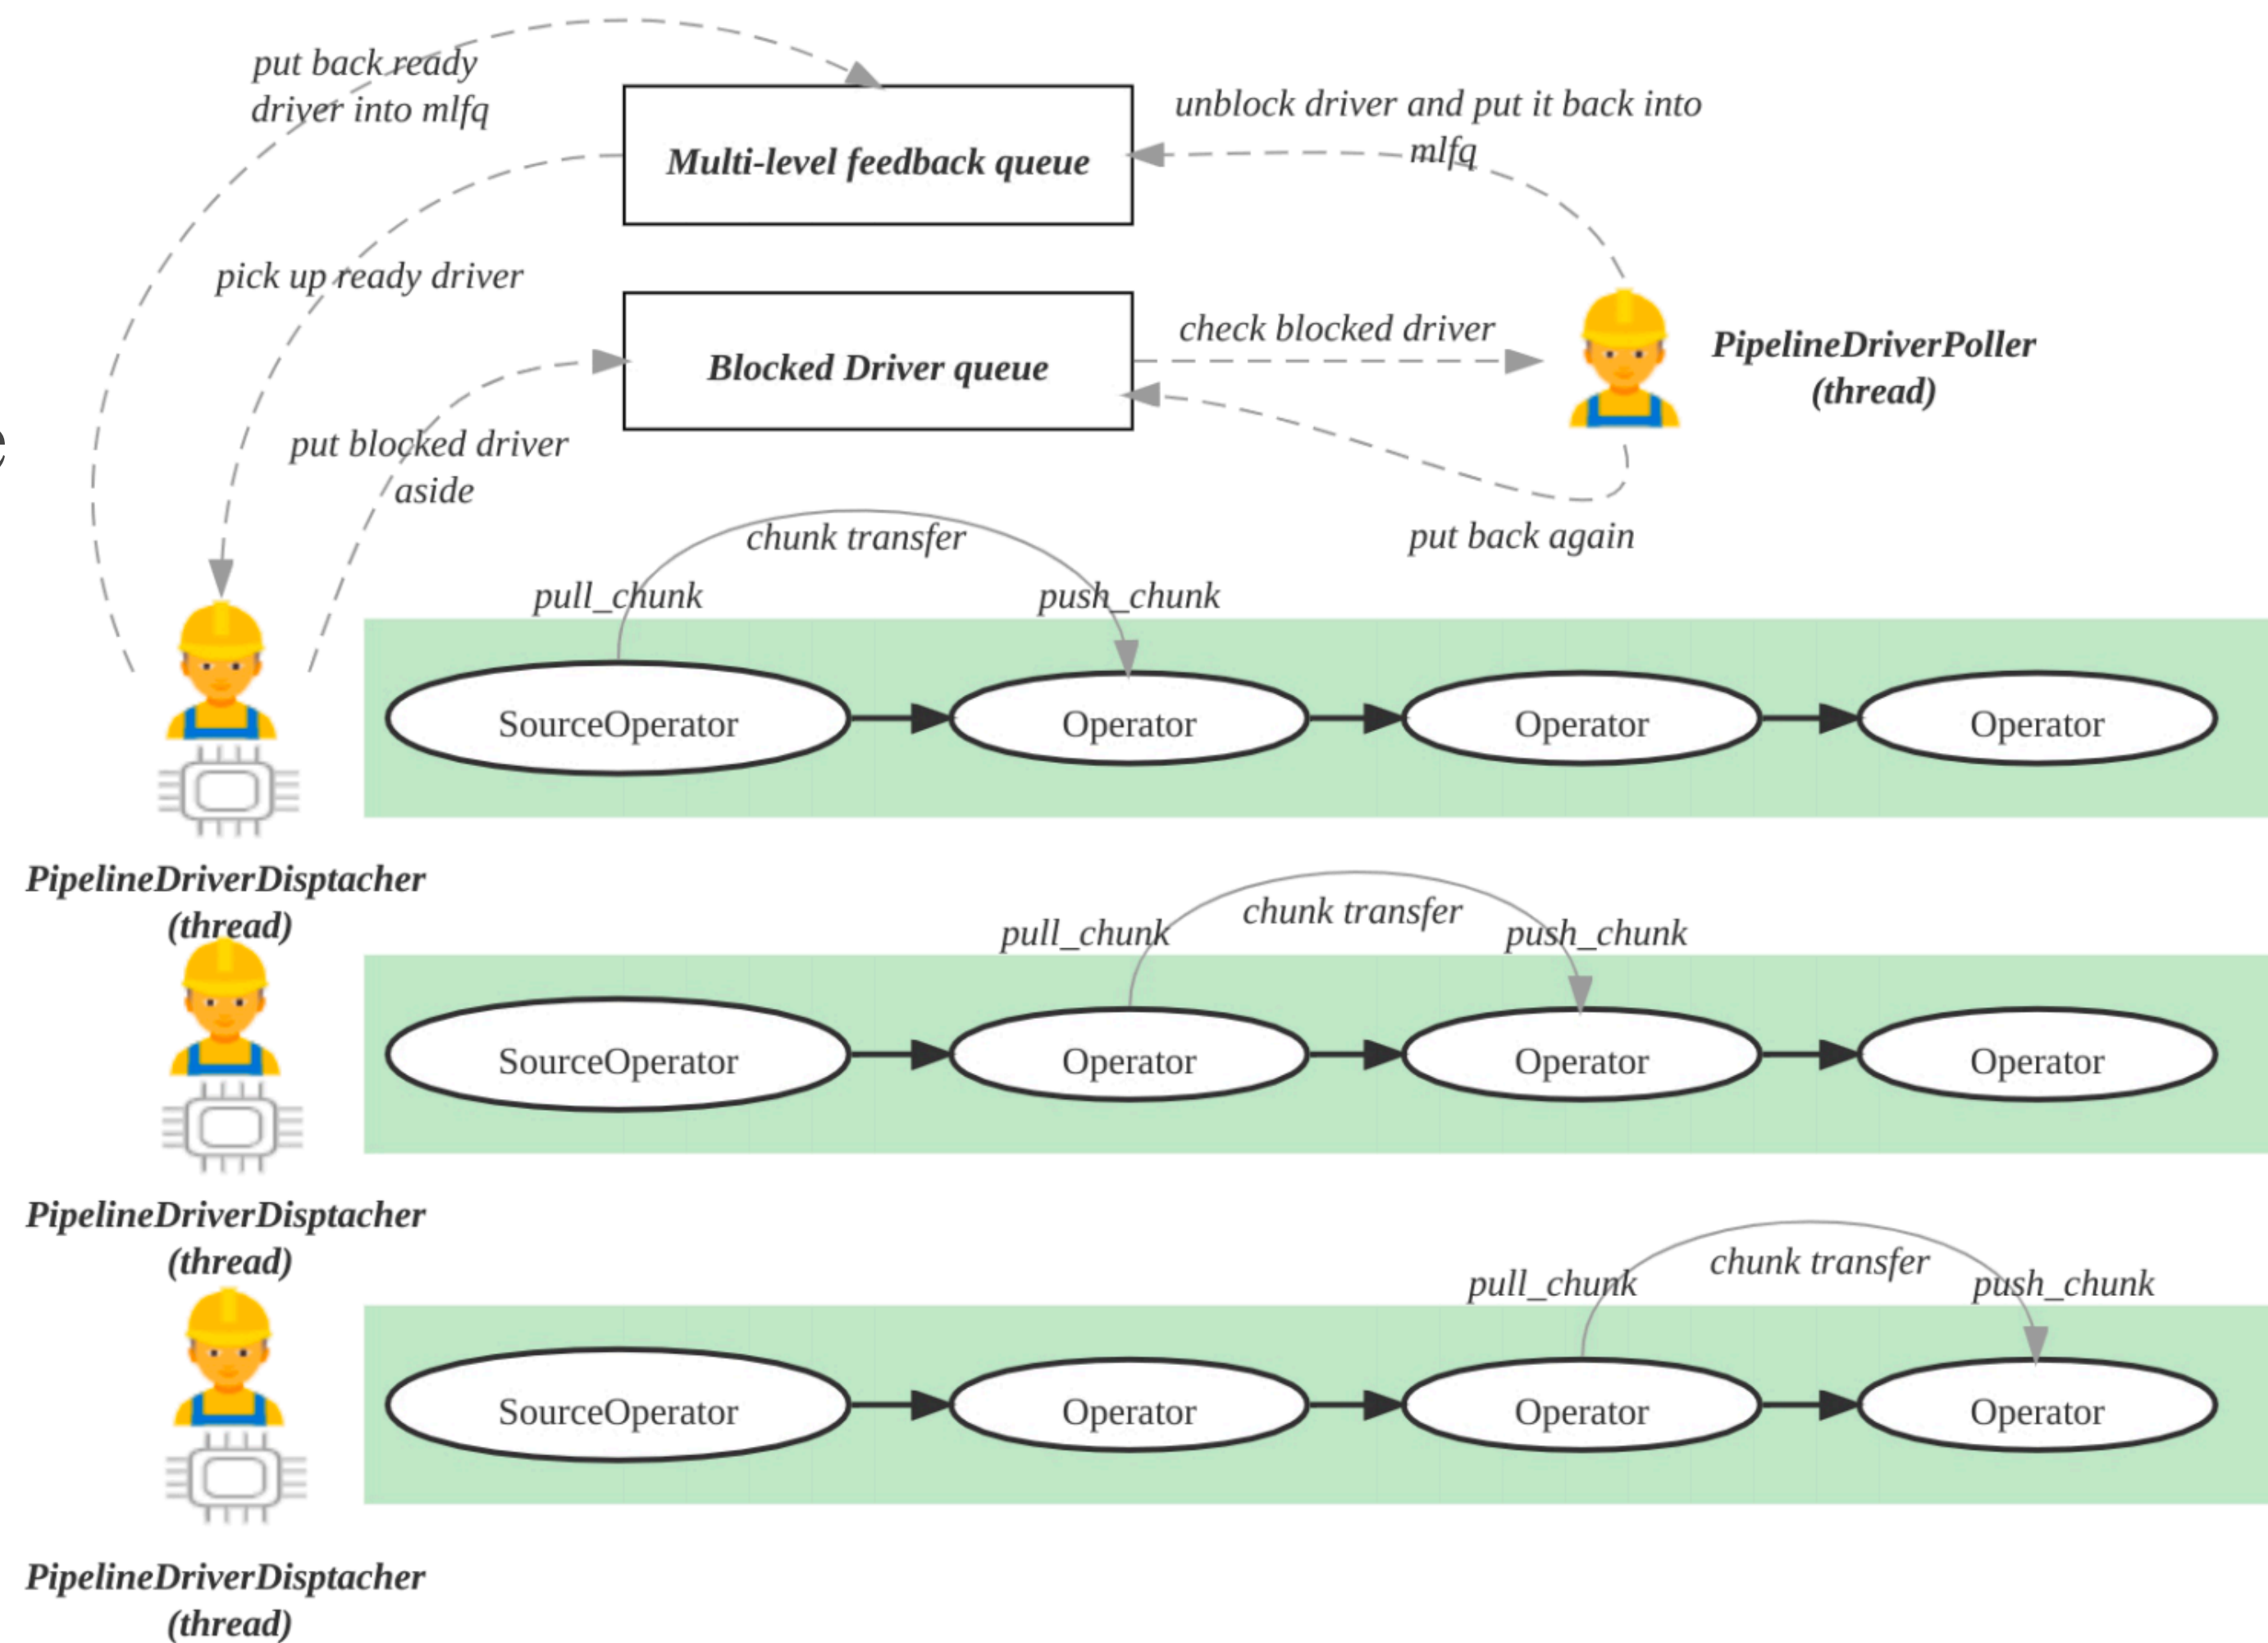 put back ready
driver into mlfq
Multi-level feedback queue
unblock driver and put it back into
mlfq
pick up ready driver
Blocked Driver queue
check blocked driver
PipelineDriverPoller
(thread)
put blocked driver
aside
put back again
chunk transfer
pull_chunk
push_chunk
SourceOperator
Operator
Operator
Operator
PipelineDriverDisptacher
(thread)
chunk transfer
pull_chunk
push_chunk
SourceOperator
Operator
Operator
Operator
PipelineDriverDisptacher
(thread)
chunk transfer
pull_chunk
push_chunk
SourceOperator
Operator
Operator
Operator
PipelineDriverDisptacher
(thread)